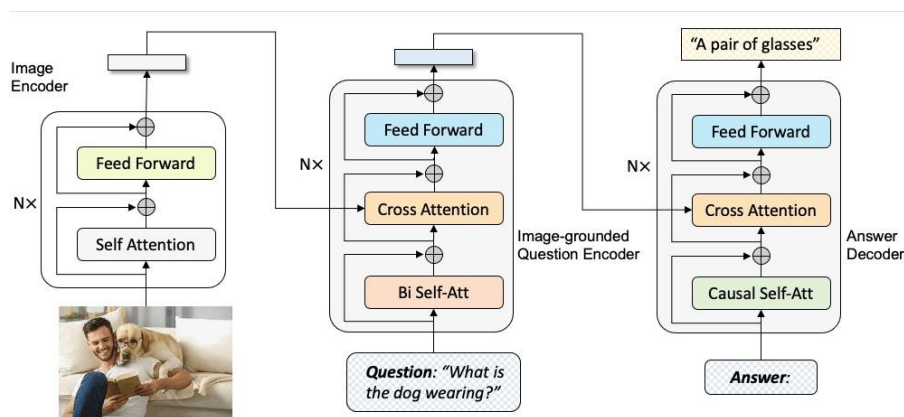 Image
Encoder
N×
Feed Forward
Self Attention
N×
Feed Forward
Cross Attention
Bi Self-Att
Image-grounded
Question Encoder
Question: “What is
the dog wearing?”
“A pair of glasses”
N×
Feed Forward
Cross Attention
Causal Self-Att
Answer
Decoder
Answer: